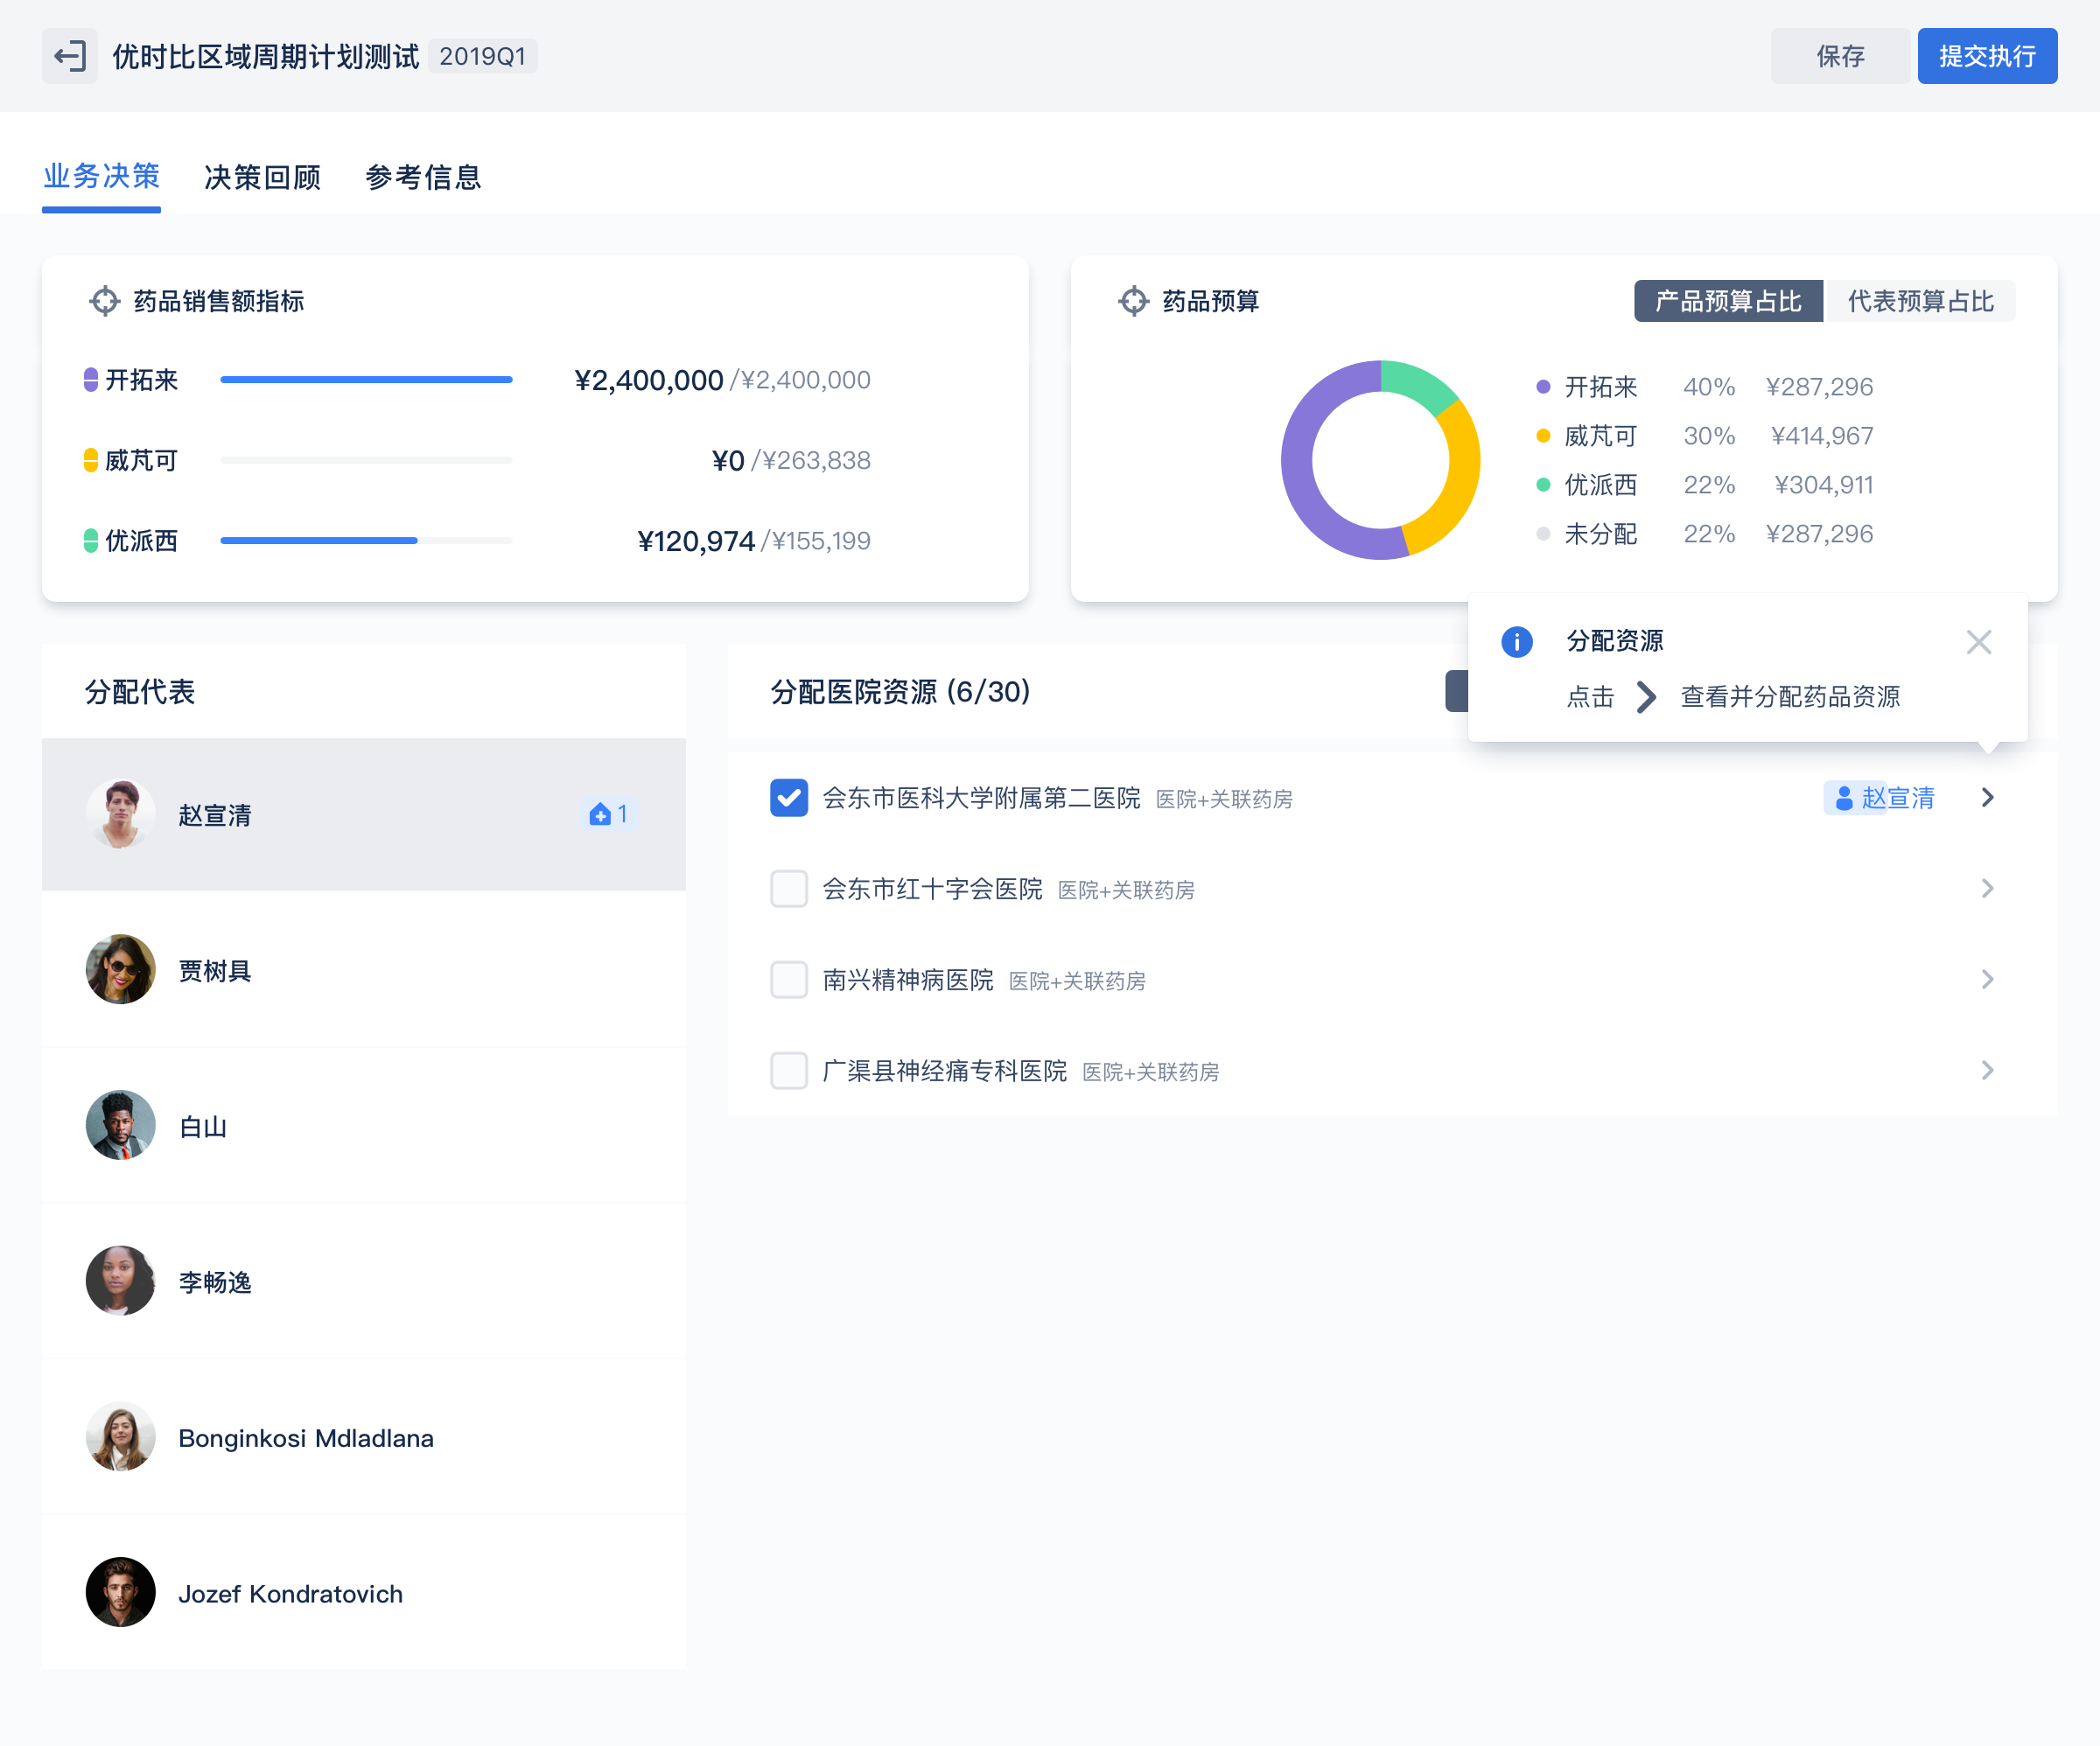 优时比区域周期计划测试 2019Q1 保存 提交执行
业务决策 决策回顾 参考信息
药品销售额指标
开拓来 ¥2,400,000 /¥2,400,000
威芃可 ¥0 /¥263,838
优派西 ¥120,974 /¥155,199
药品预算 产品预算占比 代表预算占比
开拓来 40% ¥287,296
威芃可 30% ¥414,967
优派西 22% ¥304,911
未分配 22% ¥287,296
分配资源
点击 查看并分配药品资源
分配代表
赵宣清 1
贾树具
白山
李畅逸
Bonginkosi Mdladlana
Jozef Kondratovich
分配医院资源 (6/30)
会东市医科大学附属第二医院 医院+关联药房 赵宣清
会东市红十字会医院 医院+关联药房
南兴精神病医院 医院+关联药房
广渠县神经痛专科医院 医院+关联药房